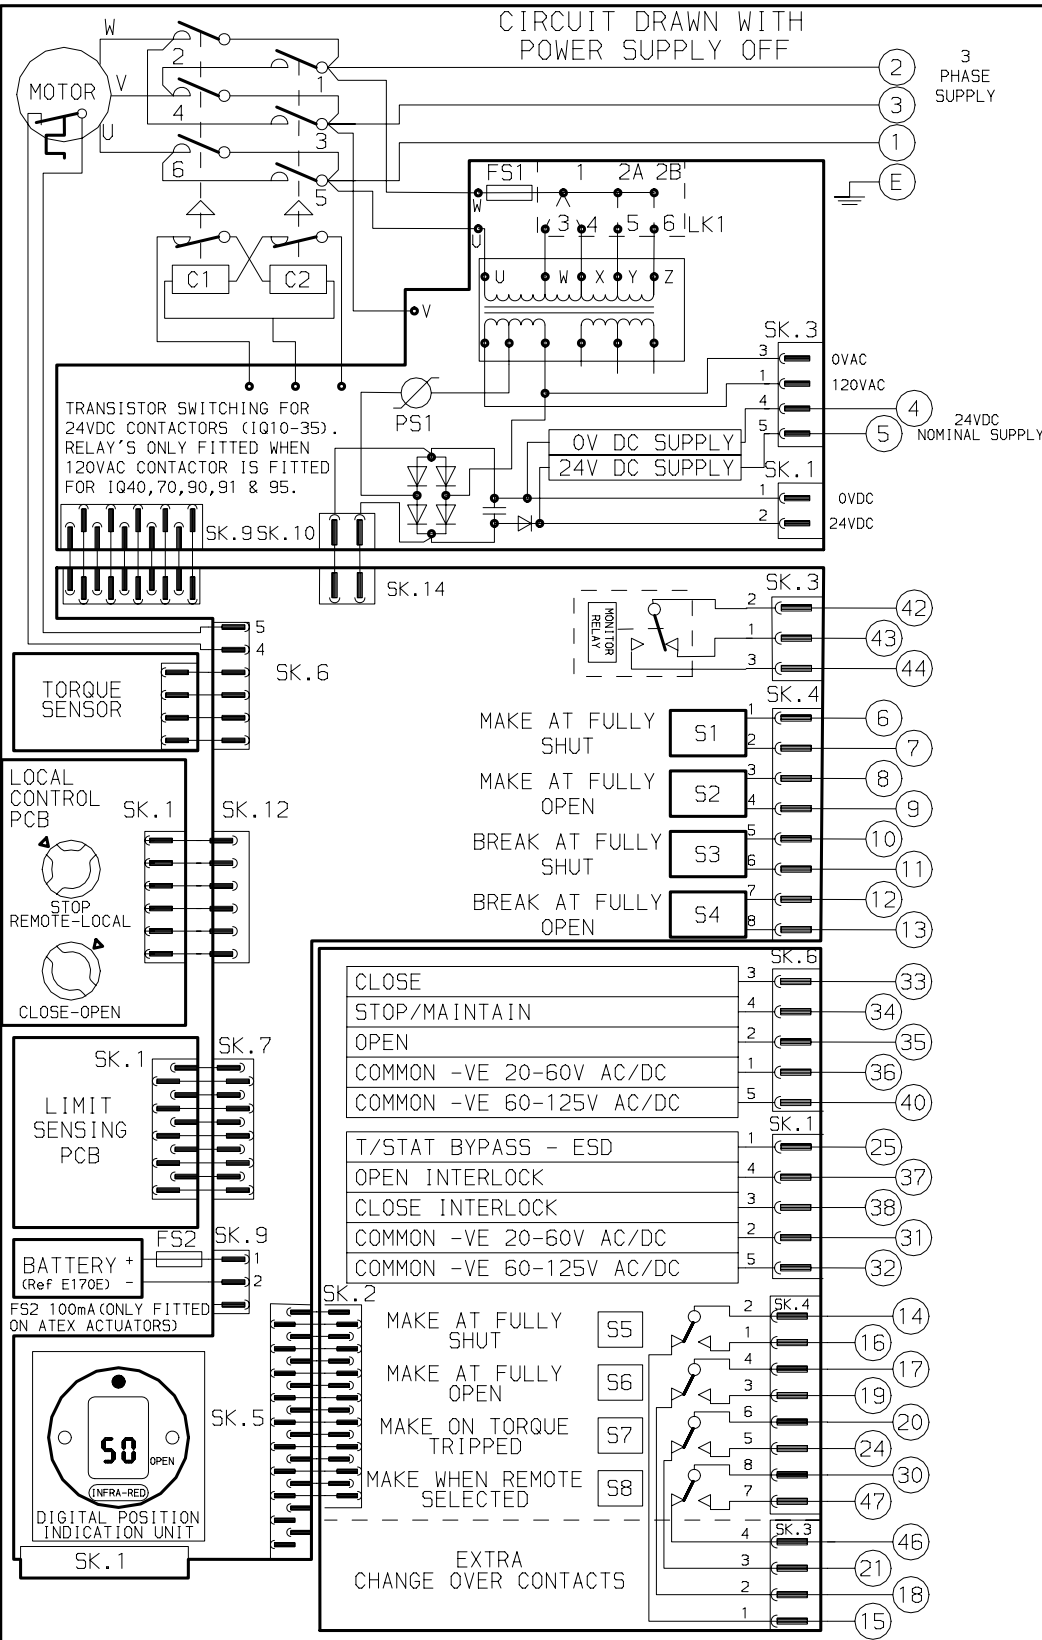 CIRCUIT DRAWN WITH
POWER SUPPLY OFF
W
V
U
MOTOR
2
4
6
1
3
5
2
3
1
E
3
PHASE
SUPPLY
C1
C2
FS1
1
2A
2B
W
U
3
4
5
6
LK1
U
W
X
Y
Z
V
PS1
SK.3
3
0VAC
1
120VAC
4
4
5
5
24VDC
NOMINAL SUPPLY
0V DC SUPPLY
24V DC SUPPLY
SK.1
1
0VDC
2
24VDC
TRANSISTOR SWITCHING FOR
24VDC CONTACTORS (IQ10-35).
RELAY'S ONLY FITTED WHEN
120VAC CONTACTOR IS FITTED
FOR IQ40,70,90,91 & 95.
SK.9
SK.10
SK.14
5
4
SK.6
TORQUE
SENSOR
MONITOR
RELAY
SK.3
2
42
1
43
3
44
SK.4
MAKE AT FULLY
SHUT
S1
1
6
2
7
MAKE AT FULLY
OPEN
S2
3
8
4
9
BREAK AT FULLY
SHUT
S3
5
10
6
11
BREAK AT FULLY
OPEN
S4
7
12
8
13
LOCAL
CONTROL
PCB
SK.1
SK.12
STOP
REMOTE-LOCAL
CLOSE-OPEN
SK.6
CLOSE
3
33
STOP/MAINTAIN
4
34
OPEN
2
35
COMMON -VE 20-60V AC/DC
1
36
COMMON -VE 60-125V AC/DC
5
40
SK.1
T/STAT BYPASS - ESD
1
25
OPEN INTERLOCK
4
37
CLOSE INTERLOCK
3
38
COMMON -VE 20-60V AC/DC
2
31
COMMON -VE 60-125V AC/DC
5
32
SK.1
SK.7
LIMIT
SENSING
PCB
FS2
SK.9
BATTERY
(Ref E170E)
+
-
1
2
FS2 100mA(ONLY FITTED
ON ATEX ACTUATORS)
SK.2
SK.5
SK.4
MAKE AT FULLY
SHUT
S5
2
14
1
16
MAKE AT FULLY
OPEN
S6
4
17
3
19
MAKE ON TORQUE
TRIPPED
S7
6
20
5
24
MAKE WHEN REMOTE
SELECTED
S8
8
30
7
47
EXTRA
CHANGE OVER CONTACTS
SK.3
4
46
3
21
2
18
1
15
50
OPEN
INFRA-RED
DIGITAL POSITION
INDICATION UNIT
SK.1